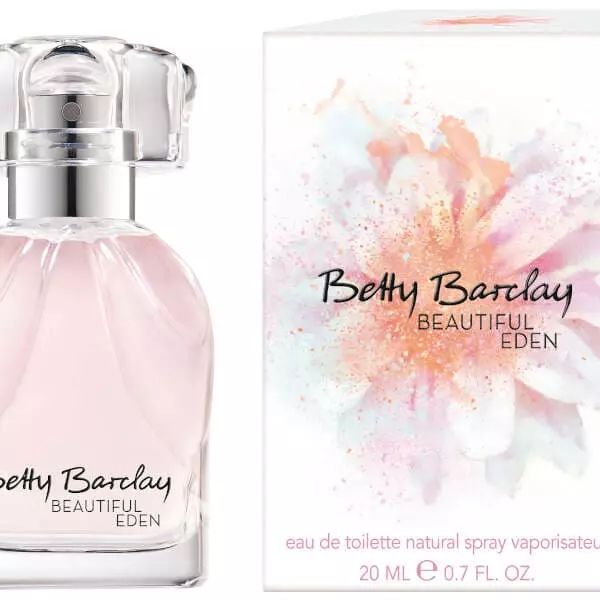 Betty Barclay
BEAUTIFUL
EDEN
Betty Barclay
BEAUTIFUL
EDEN
eau de toilette natural spray vaporisateu
20 ML ℮ 0.7 FL. OZ.